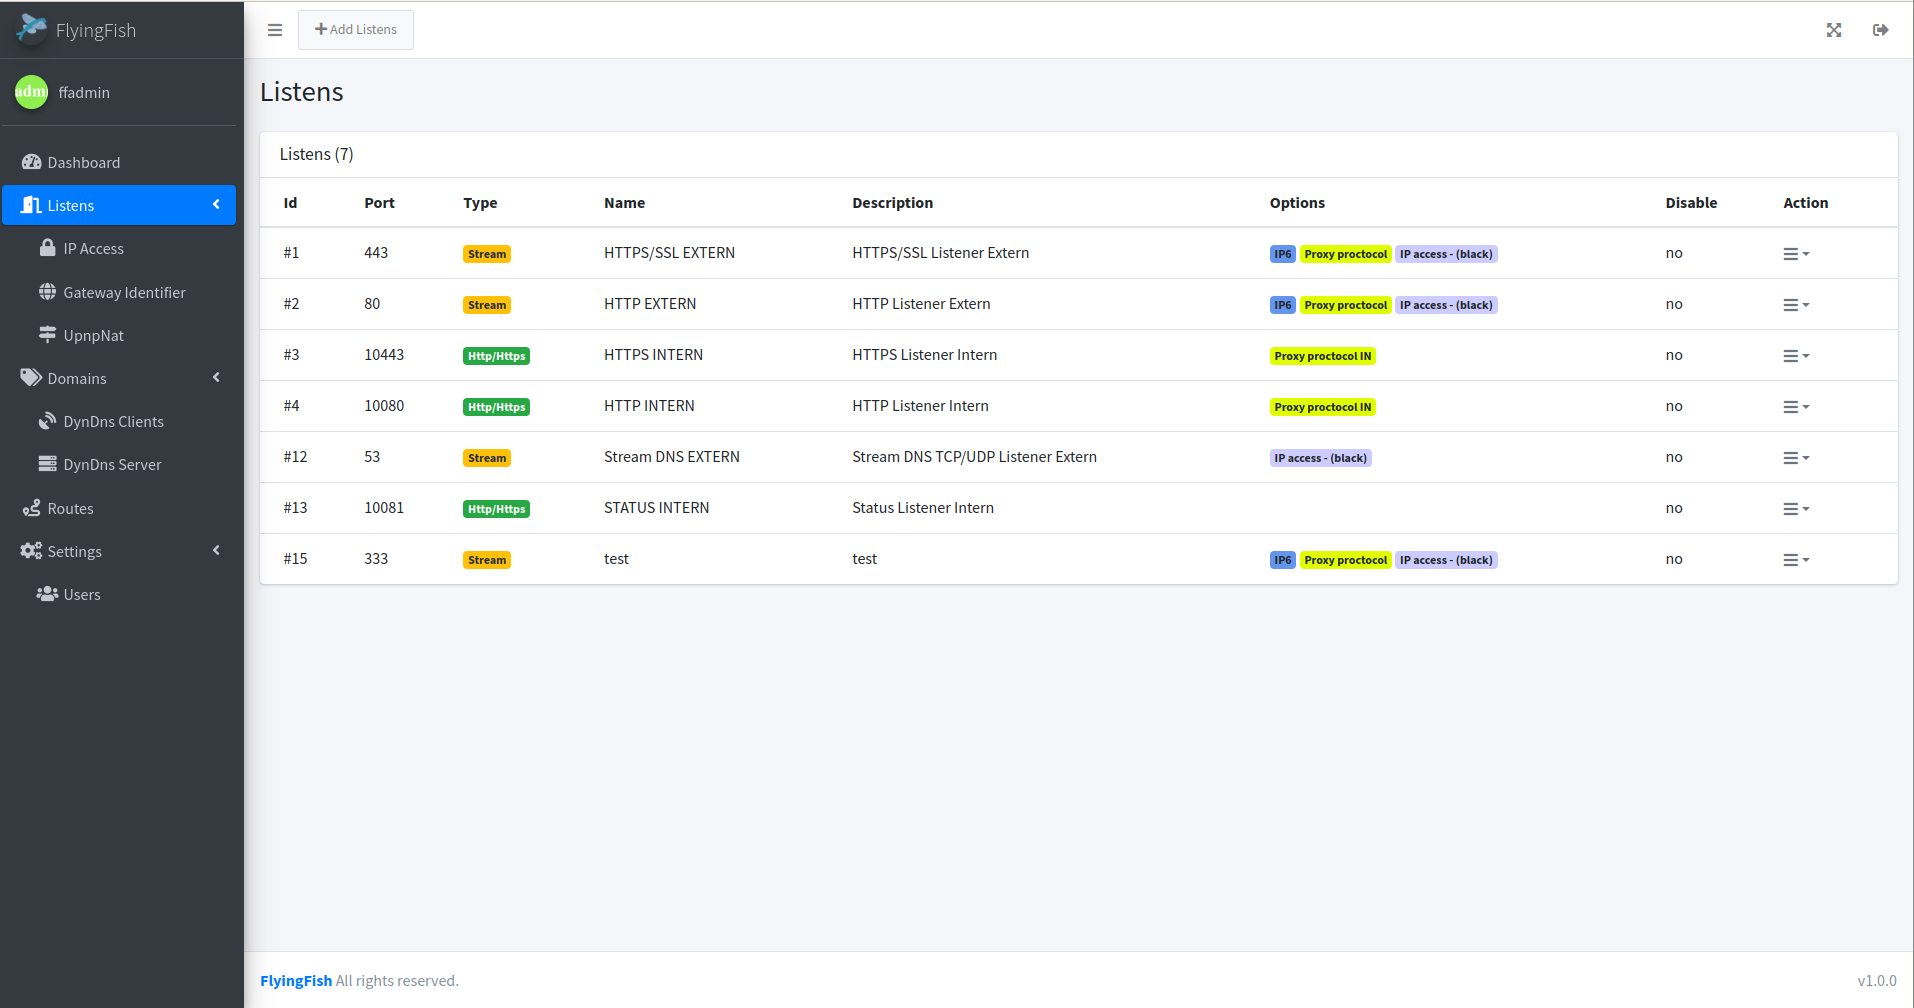 FlyingFish
Add Listens
adm
ffadmin
Dashboard
Listens
IP Access
Gateway Identifier
UpnpNat
Domains
DynDns Clients
DynDns Server
Routes
Settings
Users
Listens
Listens (7)
Id Port Type Name Description Options Disable Action
#1 443 Stream HTTPS/SSL EXTERN HTTPS/SSL Listener Extern IP6 Proxy proctocol IP access - (black) no
#2 80 Stream HTTP EXTERN HTTP Listener Extern IP6 Proxy proctocol IP access - (black) no
#3 10443 Http/Https HTTPS INTERN HTTPS Listener Intern Proxy proctocol IN no
#4 10080 Http/Https HTTP INTERN HTTP Listener Intern Proxy proctocol IN no
#12 53 Stream Stream DNS EXTERN Stream DNS TCP/UDP Listener Extern IP access - (black) no
#13 10081 Http/Https STATUS INTERN Status Listener Intern no
#15 333 Stream test test IP6 Proxy proctocol IP access - (black) no
FlyingFish All rights reserved. v1.0.0